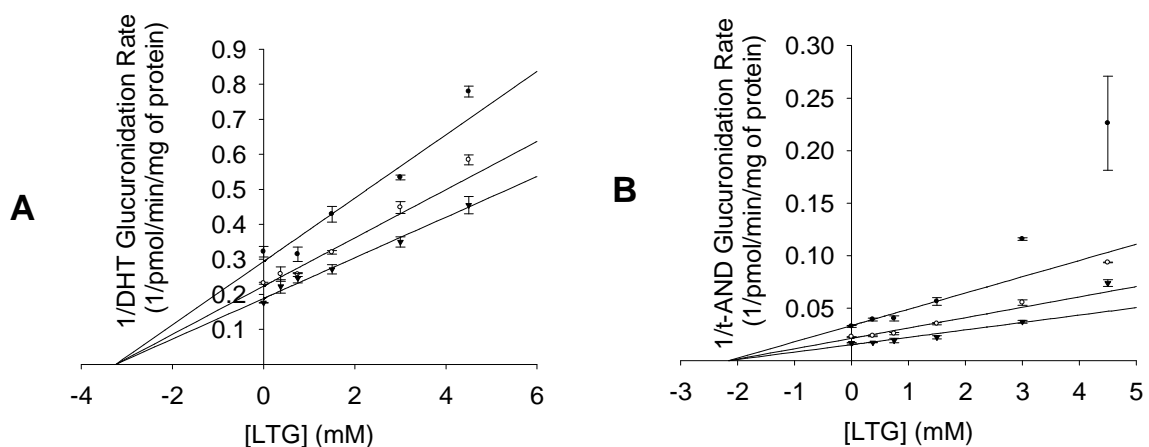 A
1/DHT Glucuronidation Rate
(1/pmol/min/mg of protein)
0.9
0.8
0.7
0.6
0.5
0.4
0.3
0.2
0.1
-4 -2 0 2 4 6
[LTG] (mM)
B
1/t-AND Glucuronidation Rate
(1/pmol/min/mg of protein)
0.30
0.25
0.20
0.15
0.10
0.05
-3 -2 -1 0 1 2 3 4 5
[LTG] (mM)